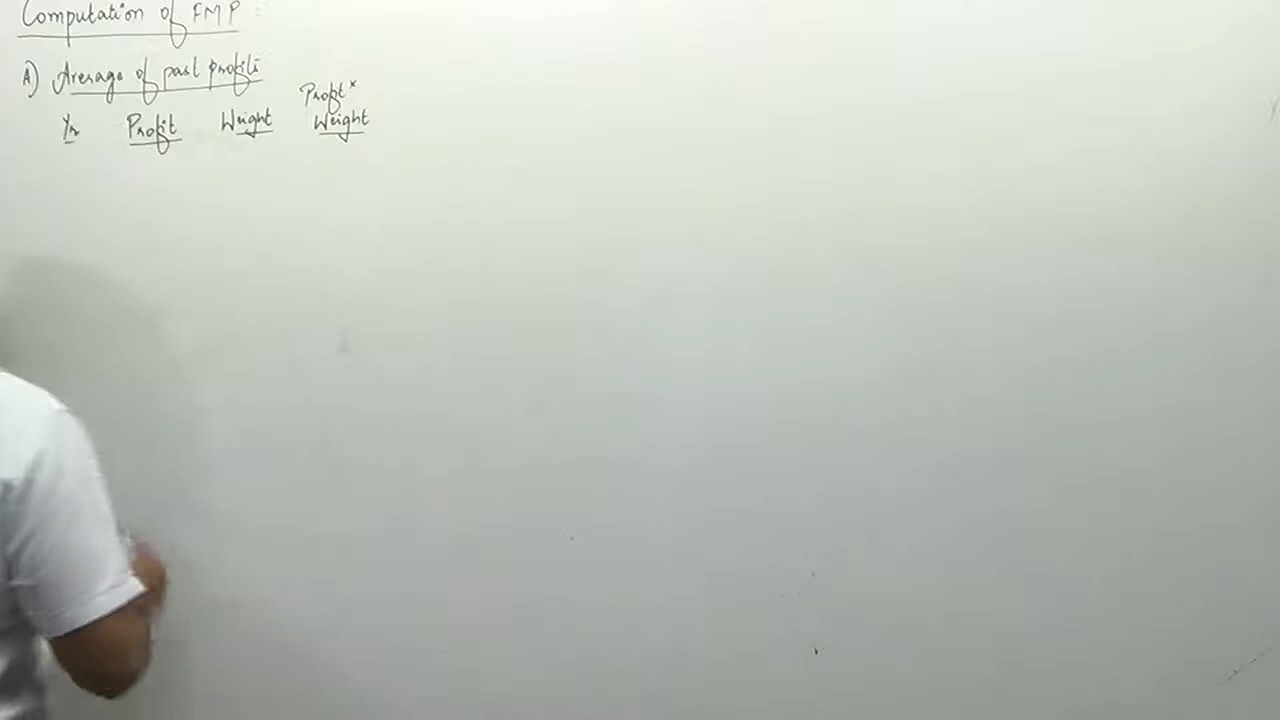 Computation of FMP
A) Average of past profits
Yr Profit Weight Profit × Weight